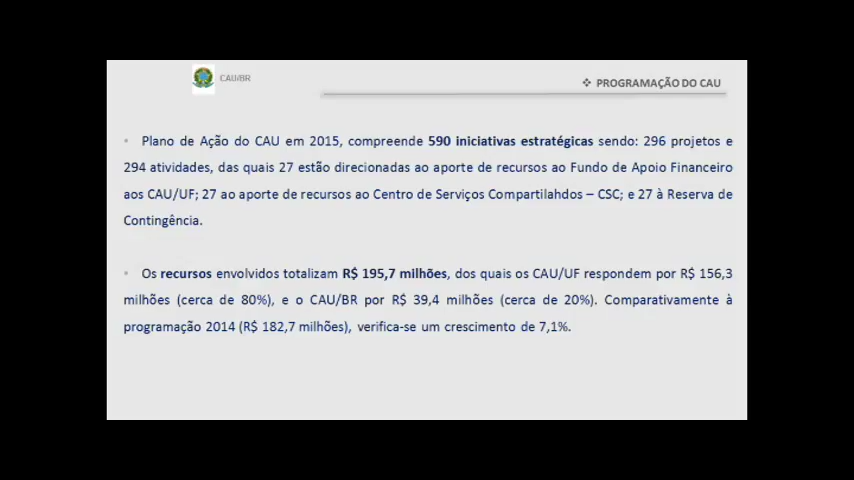 CAU/BR
❖ PROGRAMAÇÃO DO CAU
• Plano de Ação do CAU em 2015, compreende 590 iniciativas estratégicas sendo: 296 projetos e
294 atividades, das quais 27 estão direcionadas ao aporte de recursos ao Fundo de Apoio Financeiro
aos CAU/UF; 27 ao aporte de recursos ao Centro de Serviços Compartilahdos – CSC; e 27 à Reserva de
Contingência.
• Os recursos envolvidos totalizam R$ 195,7 milhões, dos quais os CAU/UF respondem por R$ 156,3
milhões (cerca de 80%), e o CAU/BR por R$ 39,4 milhões (cerca de 20%). Comparativamente à
programação 2014 (R$ 182,7 milhões), verifica-se um crescimento de 7,1%.